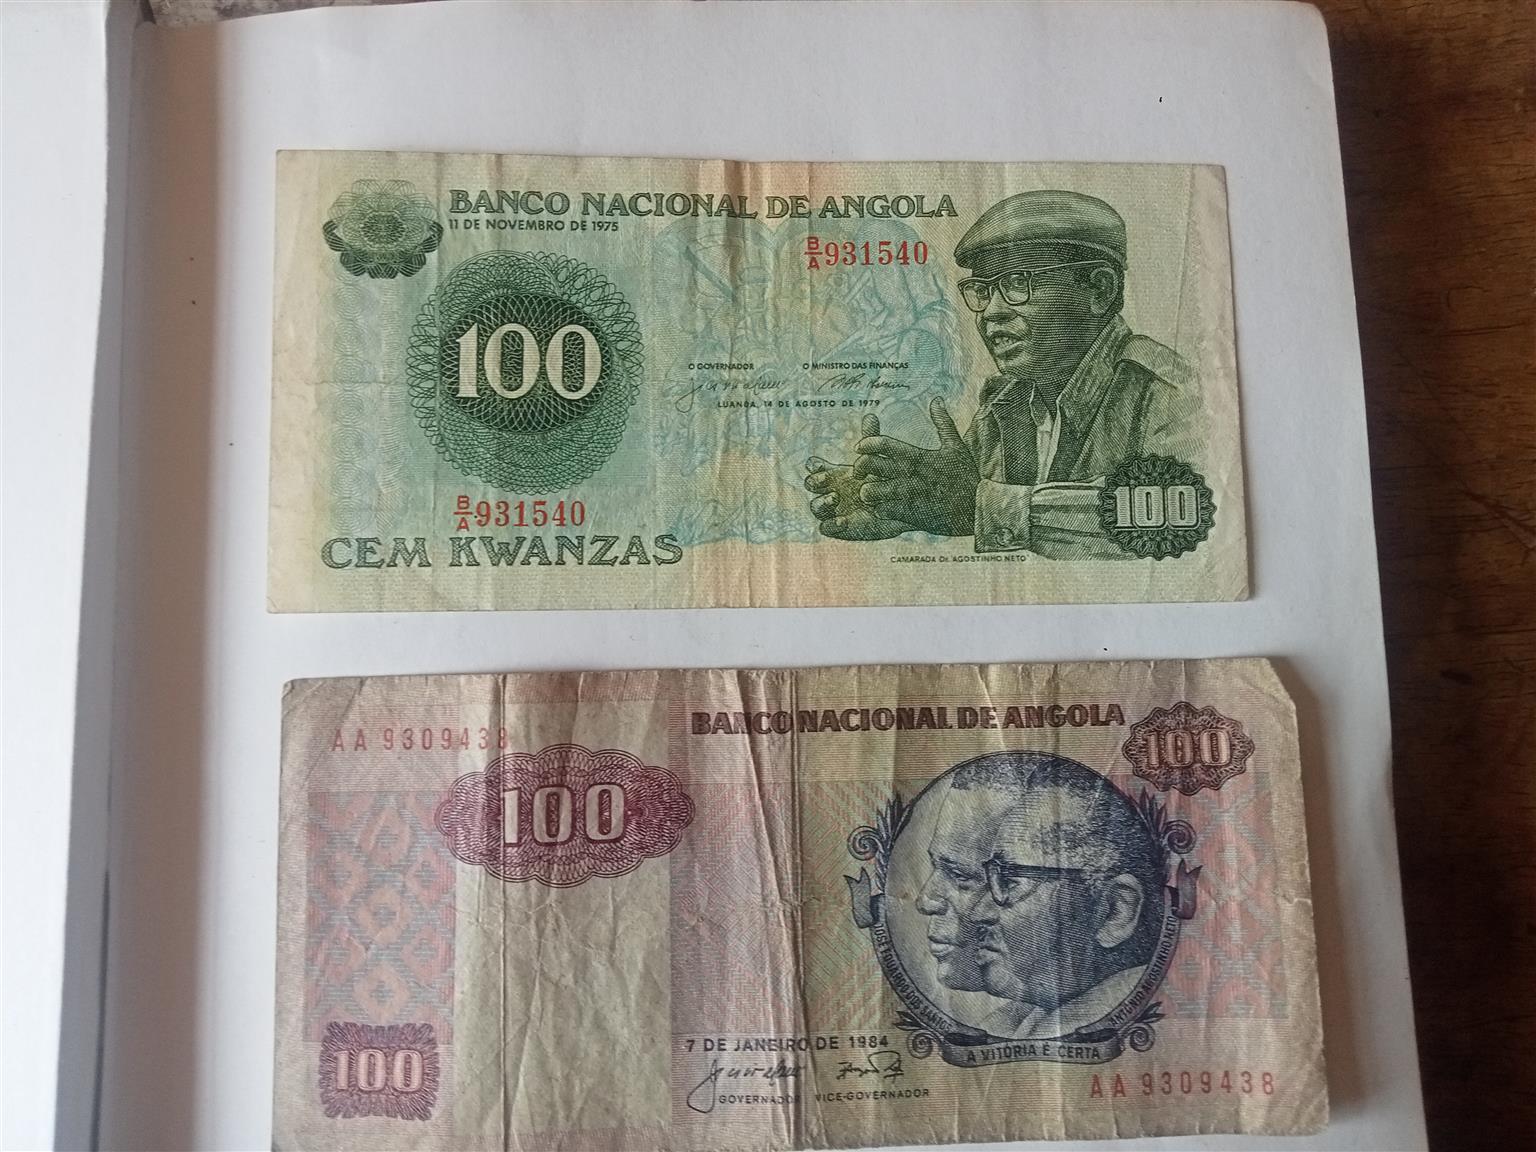 BANCO NACIONAL DE ANGOLA
11 DE NOVEMBRO DE 1975
B/A 931540
100
O GOVERNADOR O MINISTRO DAS FINANÇAS
LUANDA, 14 DE AGOSTO DE 1979
B/A 931540
100
CEM KWANZAS
CAMARADA Dr. AGOSTINHO NETO
BANCO NACIONAL DE ANGOLA
AA 9309438
100
100
JOSÉ EDUARDO DOS SANTOS
ANTÓNIO AGOSTINHO NETO
7 DE JANEIRO DE 1984
A VITÓRIA É CERTA
100
AA 9309438
GOVERNADOR VICE-GOVERNADOR